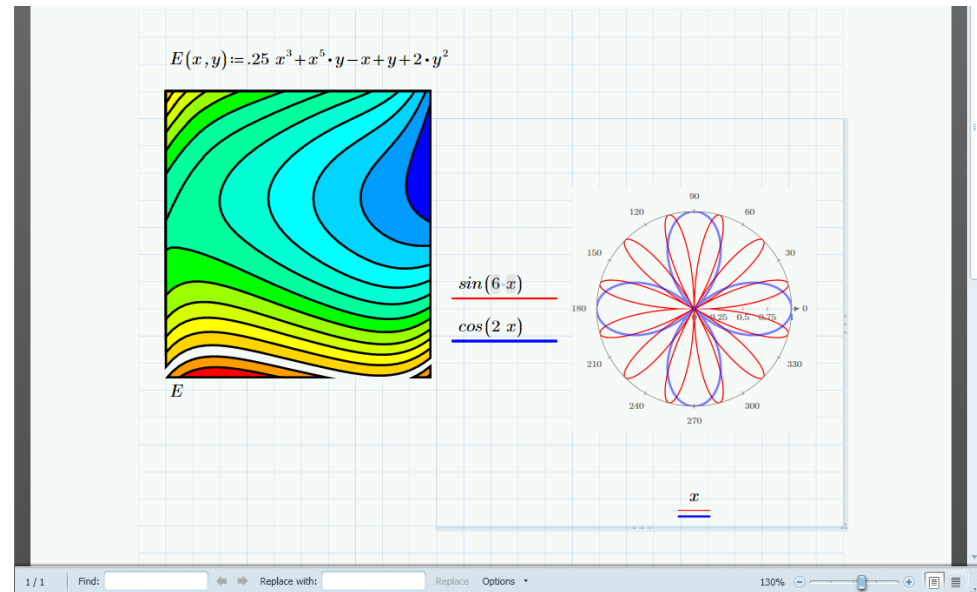 E(x,y):=.25 x³+x⁵·y−x+y+2·y²
E
sin(6·x)
cos(2 x)
90
120 60
150 30
180 0 0.25 0.5 0.75 1 0
210 330
240 300
270
x
1 / 1 Find: Replace with: Replace Options 130%